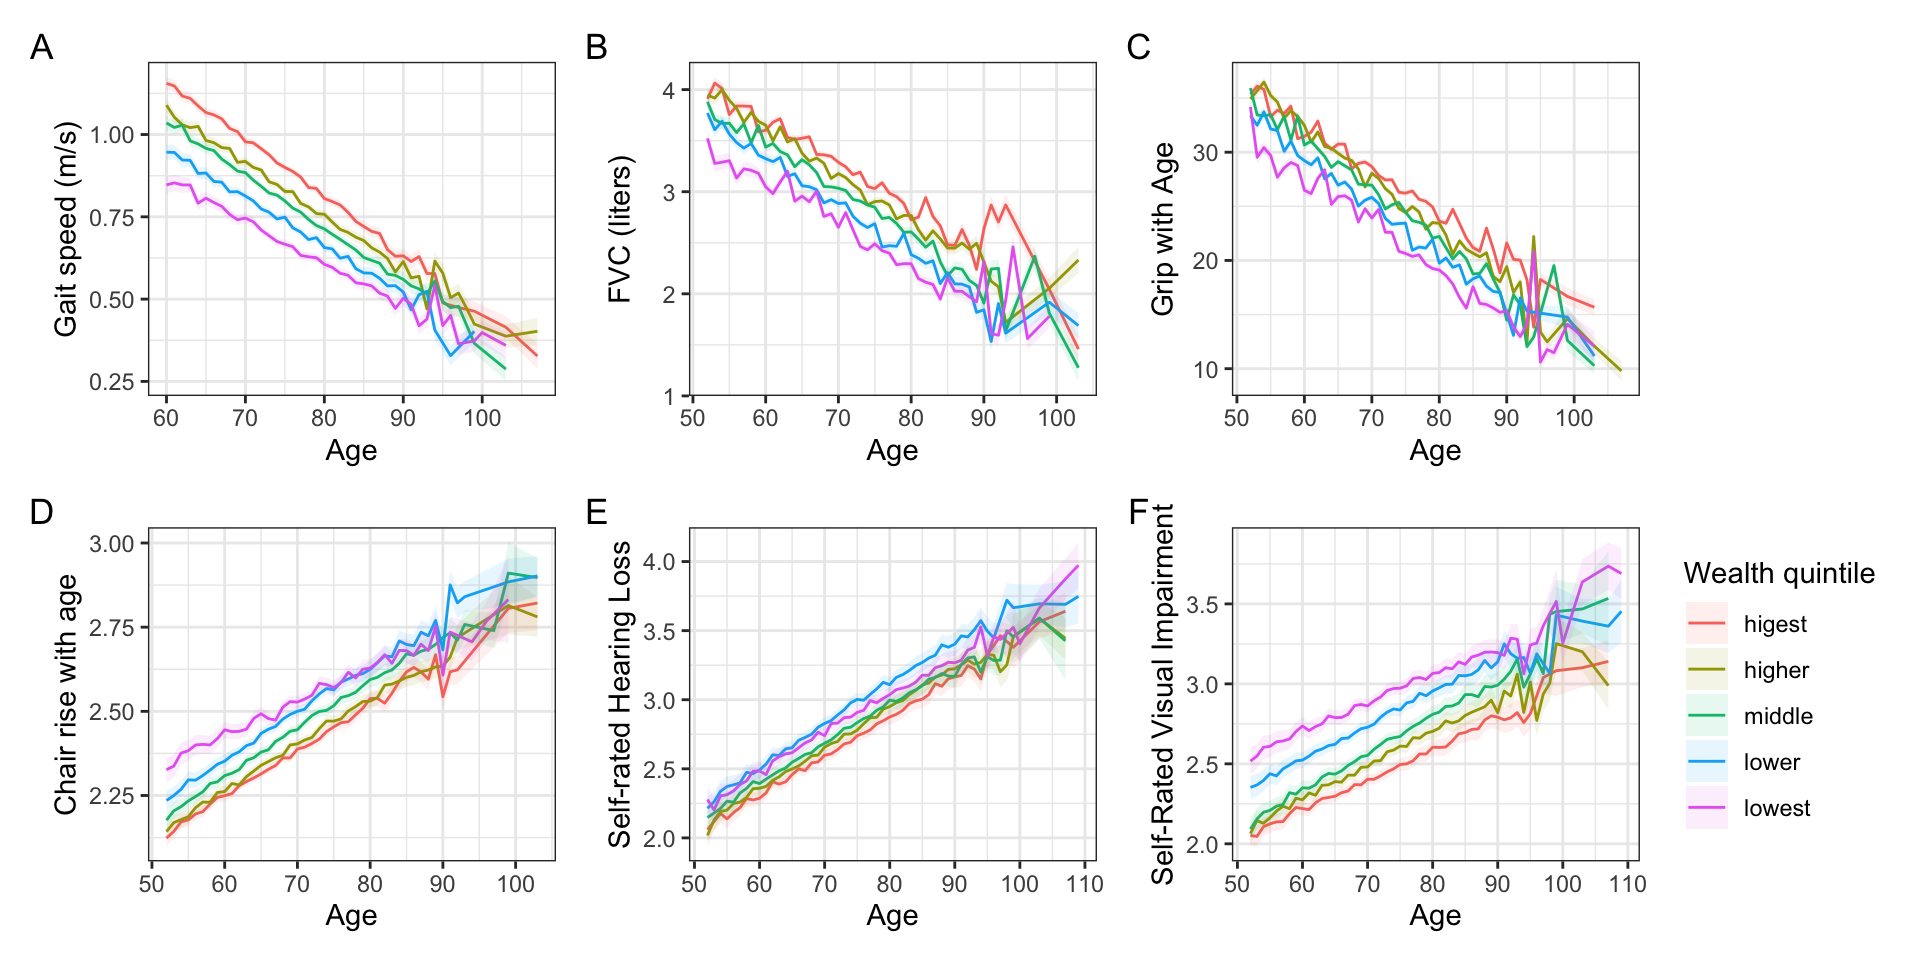 A
B
C
Gait speed (m/s)
1.00
0.75
0.50
0.25
60 70 80 90 100
Age
FVC (liters)
4
3
2
1
50 60 70 80 90 100
Age
Grip with Age
30
20
10
50 60 70 80 90 100
Age
D
E
F
Chair rise with age
3.00
2.75
2.50
2.25
50 60 70 80 90 100
Age
Self-rated Hearing Loss
4.0
3.5
3.0
2.5
2.0
50 60 70 80 90 100 110
Age
Self-Rated Visual Impairment
3.5
3.0
2.5
2.0
50 60 70 80 90 100 110
Age
Wealth quintile
higest
higher
middle
lower
lowest